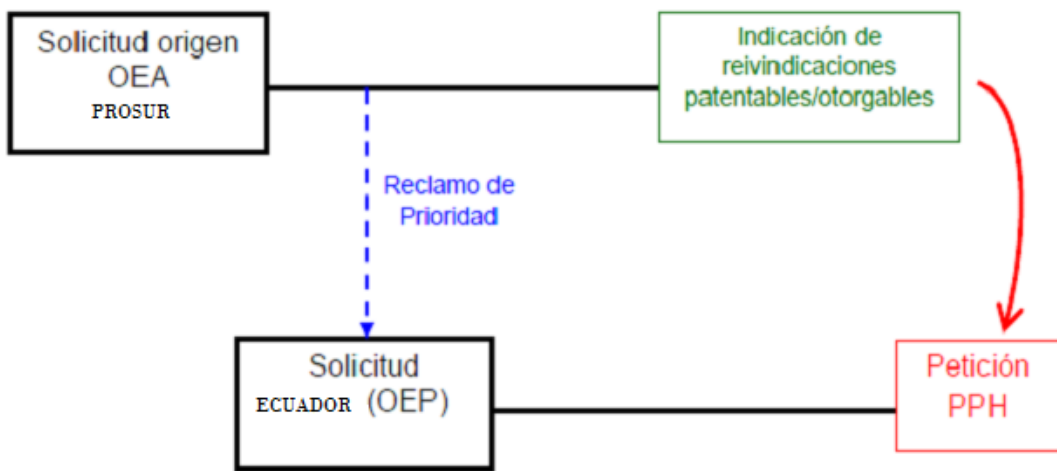 Solicitud origen
OEA
PROSUR
Indicación de
reivindicaciones
patentables/otorgables
Reclamo de
Prioridad
Solicitud
ECUADOR (OEP)
Petición
PPH